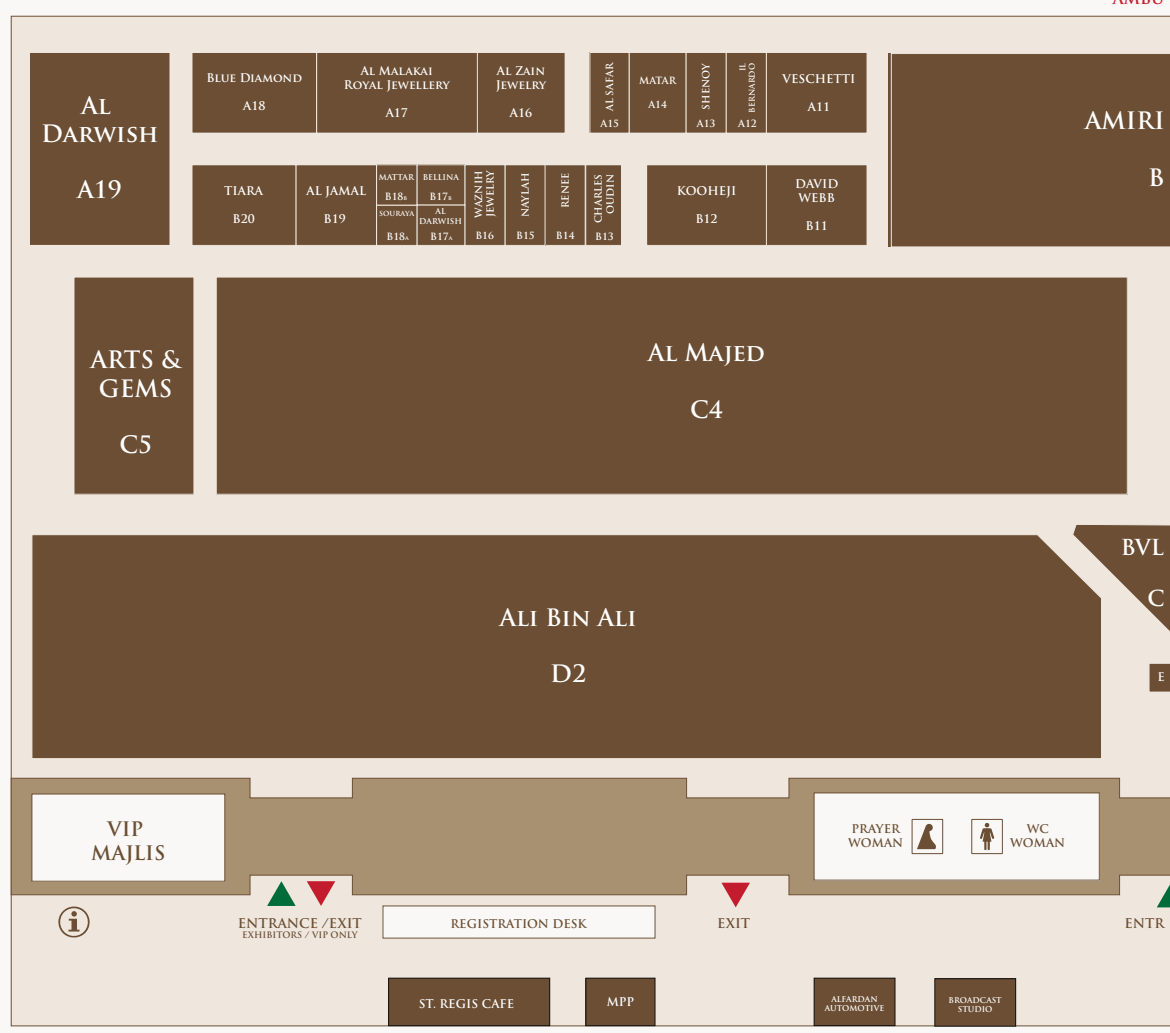 AMBU
AL
DARWISH
A19
BLUE DIAMOND
A18
AL MALAKAI
ROYAL JEWELLERY
A17
AL ZAIN
JEWELRY
A16
AL SAFAR
A15
MATAR
A14
SHENOY
A13
IL
BERNARDO
A12
VESCHETTI
A11
AMIRI
B
TIARA
B20
AL JAMAL
B19
MATTAR
B18B
BELLINA
B17B
SOURAYA
B18A
AL
DARWISH
B17A
WAZNIH
JEWELRY
B16
NAYLAH
B15
RENEE
B14
CHARLES
OUDIN
B13
KOOHEJI
B12
DAVID
WEBB
B11
ARTS &
GEMS
C5
AL MAJED
C4
BVL
C
ALI BIN ALI
D2
E
VIP
MAJLIS
PRAYER
WOMAN
WC
WOMAN
i
ENTRANCE / EXIT
EXHIBITORS / VIP ONLY
REGISTRATION DESK
EXIT
ENTR
ST. REGIS CAFE
MPP
ALFARDAN
AUTOMOTIVE
BROADCAST
STUDIO